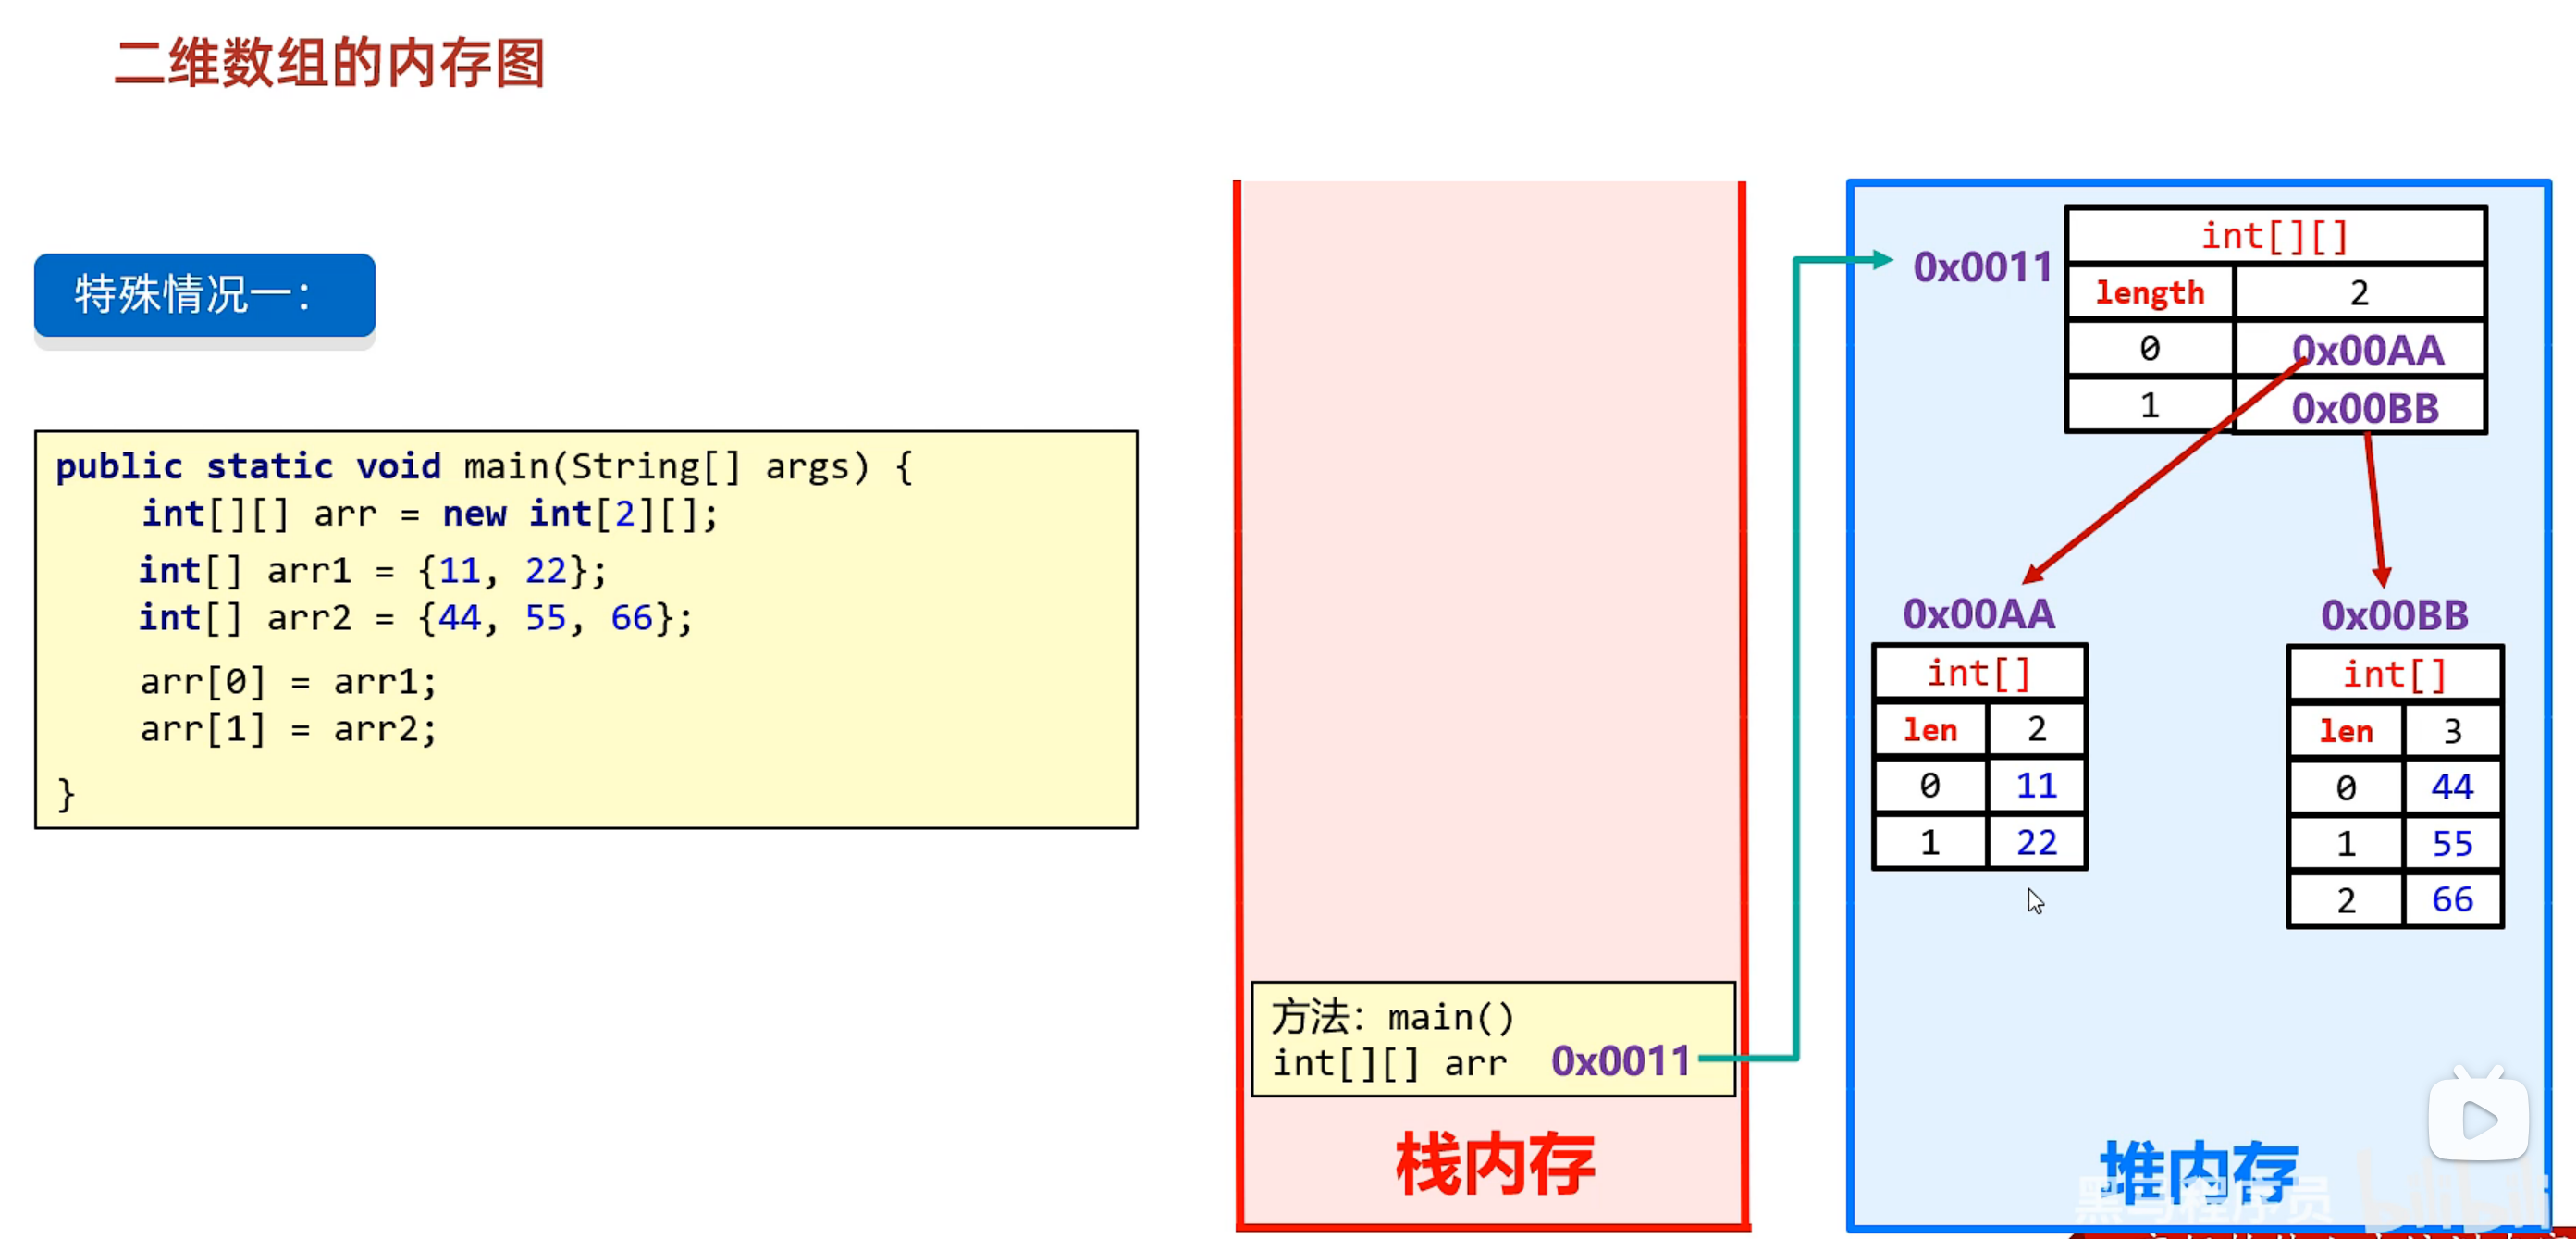 二维数组的内存图
特殊情况一：
public static void main(String[] args) {
int[][] arr = new int[2][];
int[] arr1 = {11, 22};
int[] arr2 = {44, 55, 66};
arr[0] = arr1;
arr[1] = arr2;
}
方法：main()
int[][] arr 0x0011
栈内存
0x0011
int[][]
length 2
0 0x00AA
1 0x00BB
0x00AA
int[]
len 2
0 11
1 22
0x00BB
int[]
len 3
0 44
1 55
2 66
堆内存
黑马程序员 bilibili